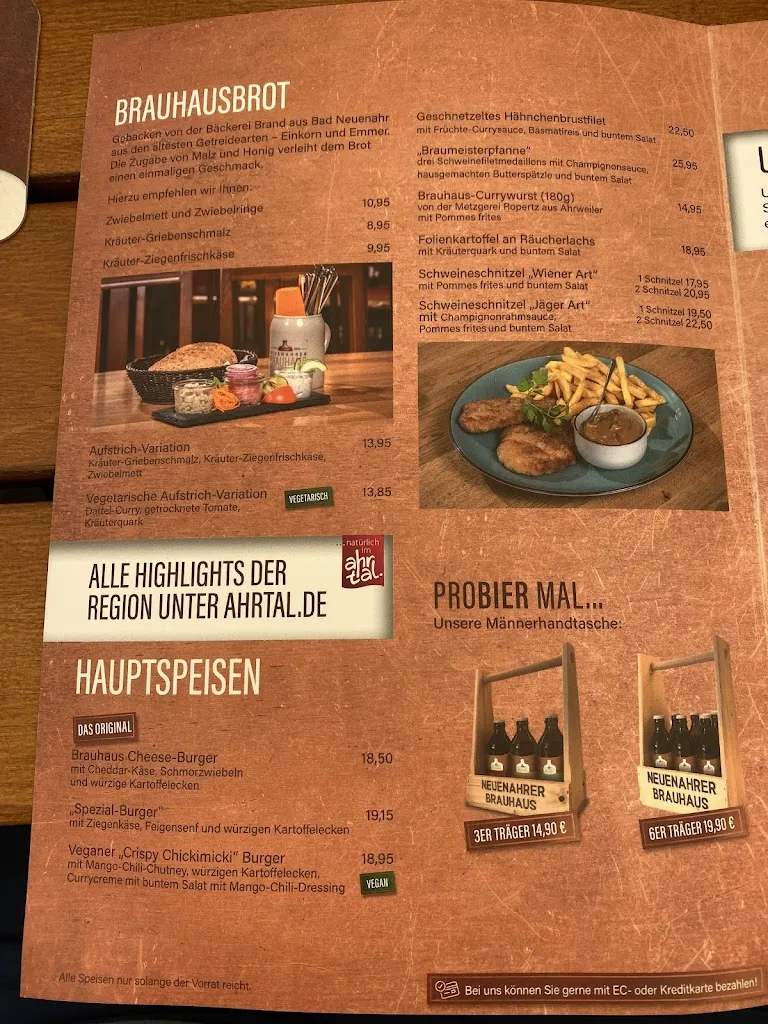 BRAUHAUSBROT
Gebacken von der Bäckerei Brand aus Bad Neuenahr
aus den ältesten Getreidearten – Einkorn und Emmer.
Die Zugabe von Malz und Honig verleiht dem Brot
einen einmaligen Geschmack.
Hierzu empfehlen wir Ihnen:
Zwiebelmett und Zwiebelringe 10,95
Kräuter-Griebenschmalz 8,95
Kräuter-Ziegenfrischkäse 9,95
BRAUHAUS
Aufstrich-Variation 13,95
Kräuter-Griebenschmalz, Kräuter-Ziegenfrischkäse,
Zwiebelmett
Vegetarische Aufstrich-Variation VEGETARISCH 13,85
Dattel-Curry, getrocknete Tomate,
Kräuterquark
ALLE HIGHLIGHTS DER
REGION UNTER AHRTAL.DE
...natürlich
im
ahr
tal.
HAUPTSPEISEN
DAS ORIGINAL
Brauhaus Cheese-Burger 18,50
mit Cheddar-Käse, Schmorzwiebeln
und würzige Kartoffelecken
„Spezial-Burger" 19,15
mit Ziegenkäse, Feigensenf und würzigen Kartoffelecken
Veganer „Crispy Chickimicki" Burger 18,95
mit Mango-Chili-Chutney, würzigen Kartoffelecken,
Currycreme mit buntem Salat mit Mango-Chili-Dressing
VEGAN
Alle Speisen nur solange der Vorrat reicht.
Geschnetzeltes Hähnchenbrustfilet
mit Früchte-Currysauce, Basmatireis und buntem Salat 22,50
„Braumeisterpfanne"
drei Schweinefiletmedaillons mit Champignonsauce, 25,95
hausgemachten Butterspätzle und buntem Salat
Brauhaus-Currywurst (180g)
von der Metzgerei Ropertz aus Ahrweiler 14,95
mit Pommes frites
Folienkartoffel an Räucherlachs
mit Kräuterquark und buntem Salat 18,95
Schweineschnitzel „Wiener Art" 1 Schnitzel 17,95
mit Pommes frites und buntem Salat 2 Schnitzel 20,95
Schweineschnitzel „Jäger Art" 1 Schnitzel 19,50
mit Champignonrahmsauce, 2 Schnitzel 22,50
Pommes frites und buntem Salat
PROBIER MAL...
Unsere Männerhandtasche:
NEUENAHRER
BRAUHAUS
3ER TRÄGER 14,90 €
NEUENAHRER
BRAUHAUS
6ER TRÄGER 19,90 €
Bei uns können Sie gerne mit EC- oder Kreditkarte bezahlen!